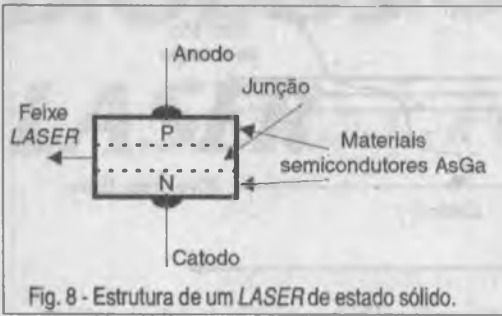 Anodo
Junção
Feixe
LASER
P
Materiais
semicondutores AsGa
N
Catodo
Fig. 8 - Estrutura de um LASER de estado sólido.